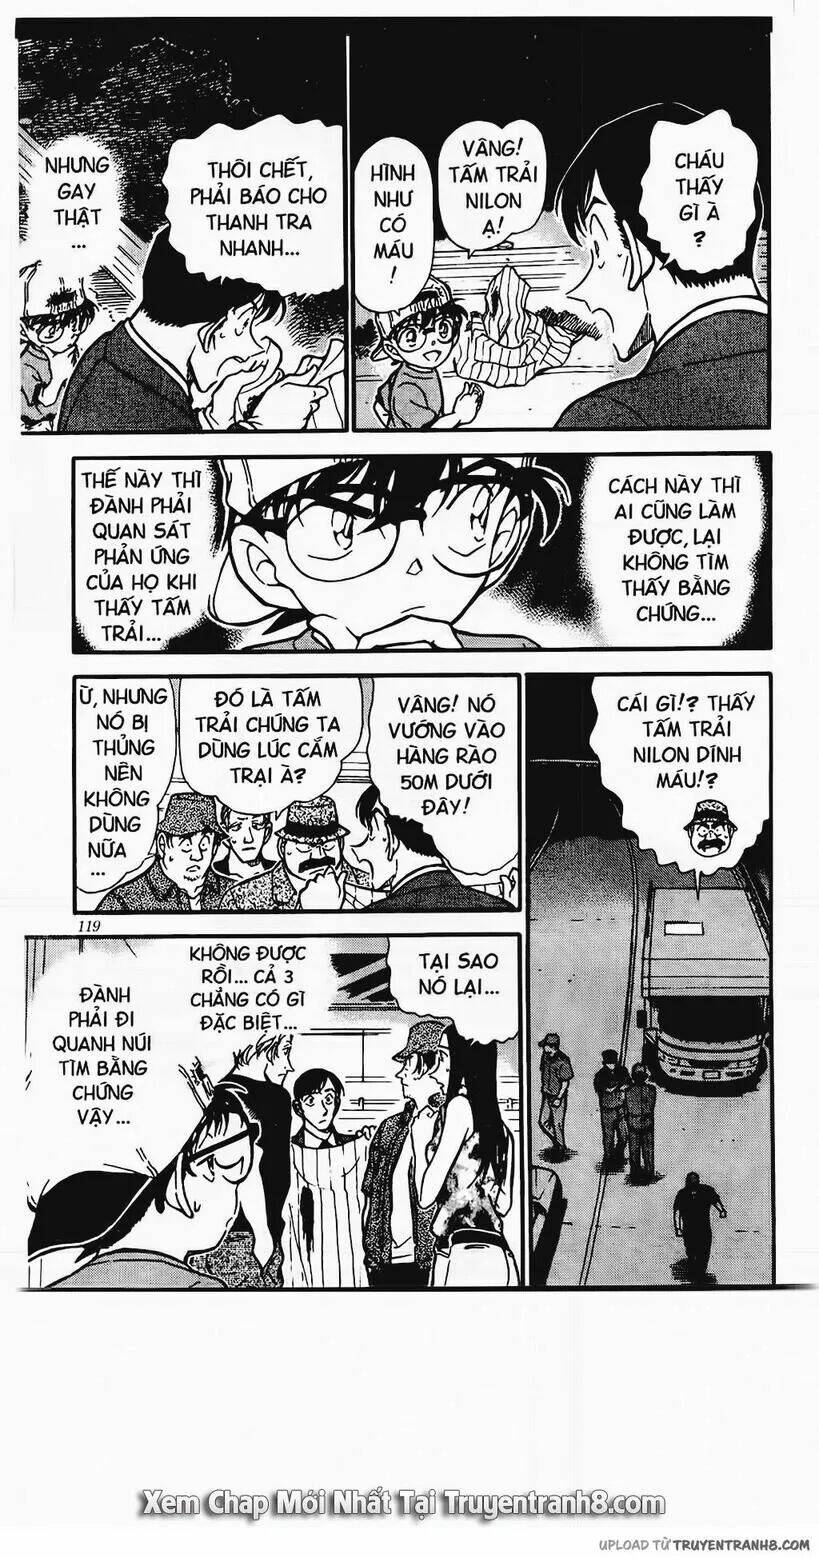 CHÁU
THẤY
GÌ À
?
VÂNG!
TẤM TRẢI
NILON
Ạ!
HÌNH
NHƯ
CÓ
MÁU
!
THÔI CHẾT,
PHẢI BÁO CHO
THANH TRA
NHANH...
NHƯNG
GAY
THẬT
...
CÁCH NÀY THÌ
AI CŨNG LÀM
ĐƯỢC, LẠI
KHÔNG TÌM
THẤY BẰNG
CHỨNG...
THẾ NÀY THÌ
ĐÀNH PHẢI
QUAN SÁT
PHẢN ỨNG
CỦA HỌ KHI
THẤY TẤM
TRẢI...
CÁI GÌ!? THẤY
TẤM TRẢI
NILON DÍNH
MÁU!?
VÂNG! NÓ
VƯỚNG VÀO
HÀNG RÀO
50M DƯỚI
ĐÂY!
ĐÓ LÀ TẤM
TRẢI CHÚNG TA
DÙNG LÚC CẮM
TRẠI À?
Ừ, NHƯNG
NÓ BỊ
THỦNG
NÊN
KHÔNG
DÙNG
NỮA
...
119
TẠI SAO
NÓ LẠI...
KHÔNG ĐƯỢC
RỒI... CẢ 3
CHẲNG CÓ GÌ
ĐẶC BIỆT...
ĐÀNH
PHẢI ĐI
QUANH NÚI
TÌM BẰNG
CHỨNG
VẬY...
Xem Chap Mới Nhất Tại Truyentranh8.com
UPLOAD TỪ TRUYENTRANH8.COM